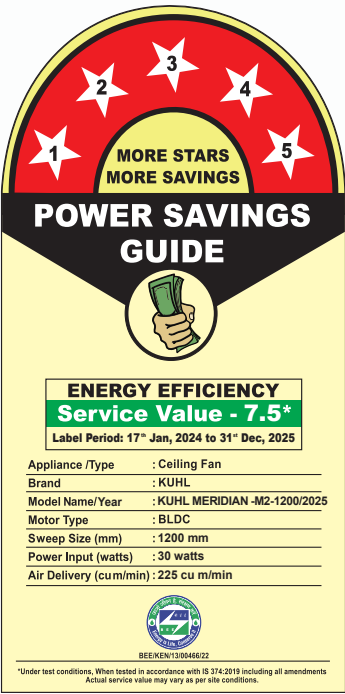 1 2 3 4 5
MORE STARS
MORE SAVINGS
POWER SAVINGS
GUIDE
ENERGY EFFICIENCY
Service Value - 7.5*
Label Period: 17th Jan, 2024 to 31st Dec, 2025
Appliance /Type : Ceiling Fan
Brand : KUHL
Model Name/Year : KUHL MERIDIAN -M2-1200/2025
Motor Type : BLDC
Sweep Size (mm) : 1200 mm
Power Input (watts) : 30 watts
Air Delivery (cum/min) : 225 cu m/min
BEE/KEN/13/00466/22
*Under test conditions, When tested in accordance with IS 374:2019 including all amendments
Actual service value may vary as per site conditions.